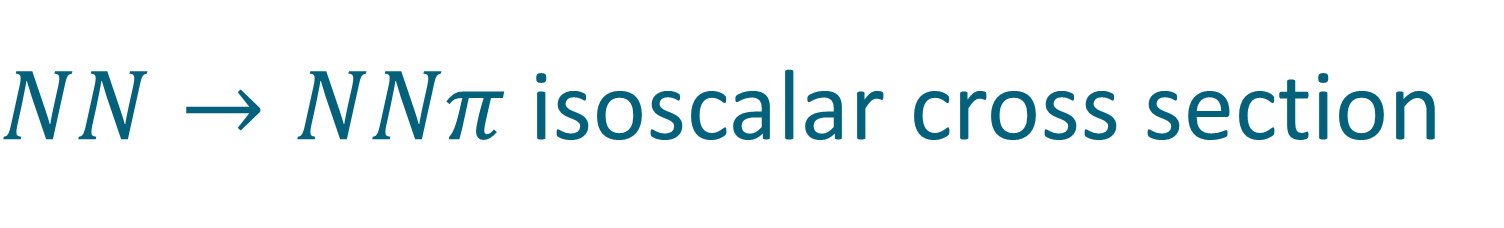 𝑁𝑁 → 𝑁𝑁𝜋 isoscalar cross section